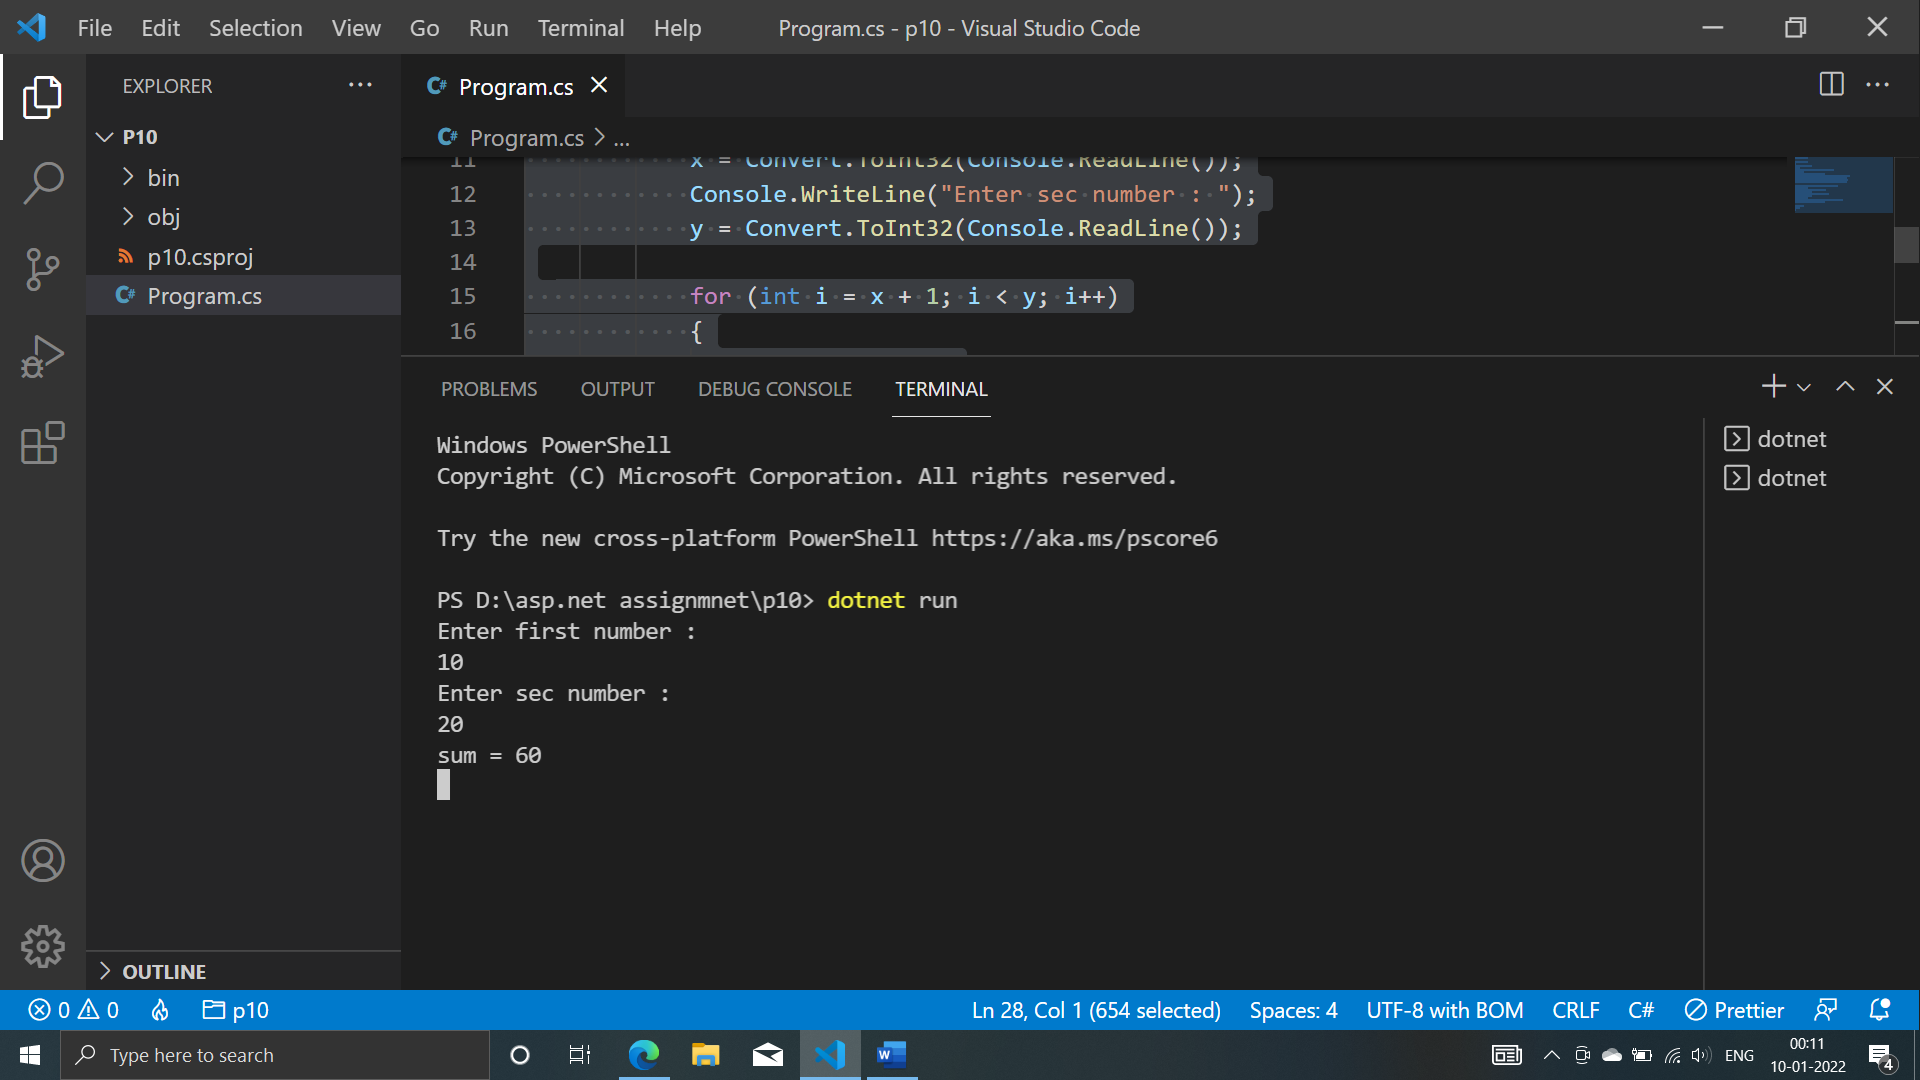 File Edit Selection View Go Run Terminal Help Program.cs - p10 - Visual Studio Code
EXPLORER ...
P10
bin
obj
p10.csproj
C# Program.cs
OUTLINE
C# Program.cs
C# Program.cs > ...
11 x = Convert.ToInt32(Console.ReadLine());
12 Console.WriteLine("Enter sec number : ");
13 y = Convert.ToInt32(Console.ReadLine());
14
15 for (int i = x + 1; i < y; i++)
16 {
PROBLEMS OUTPUT DEBUG CONSOLE TERMINAL
Windows PowerShell
Copyright (C) Microsoft Corporation. All rights reserved.
Try the new cross-platform PowerShell https://aka.ms/pscore6
PS D:\asp.net assignmnet\p10> dotnet run
Enter first number :
10
Enter sec number :
20
sum = 60
dotnet
dotnet
0 0 p10 Ln 28, Col 1 (654 selected) Spaces: 4 UTF-8 with BOM CRLF C# Prettier
Type here to search
W
ENG
00:11
10-01-2022
4